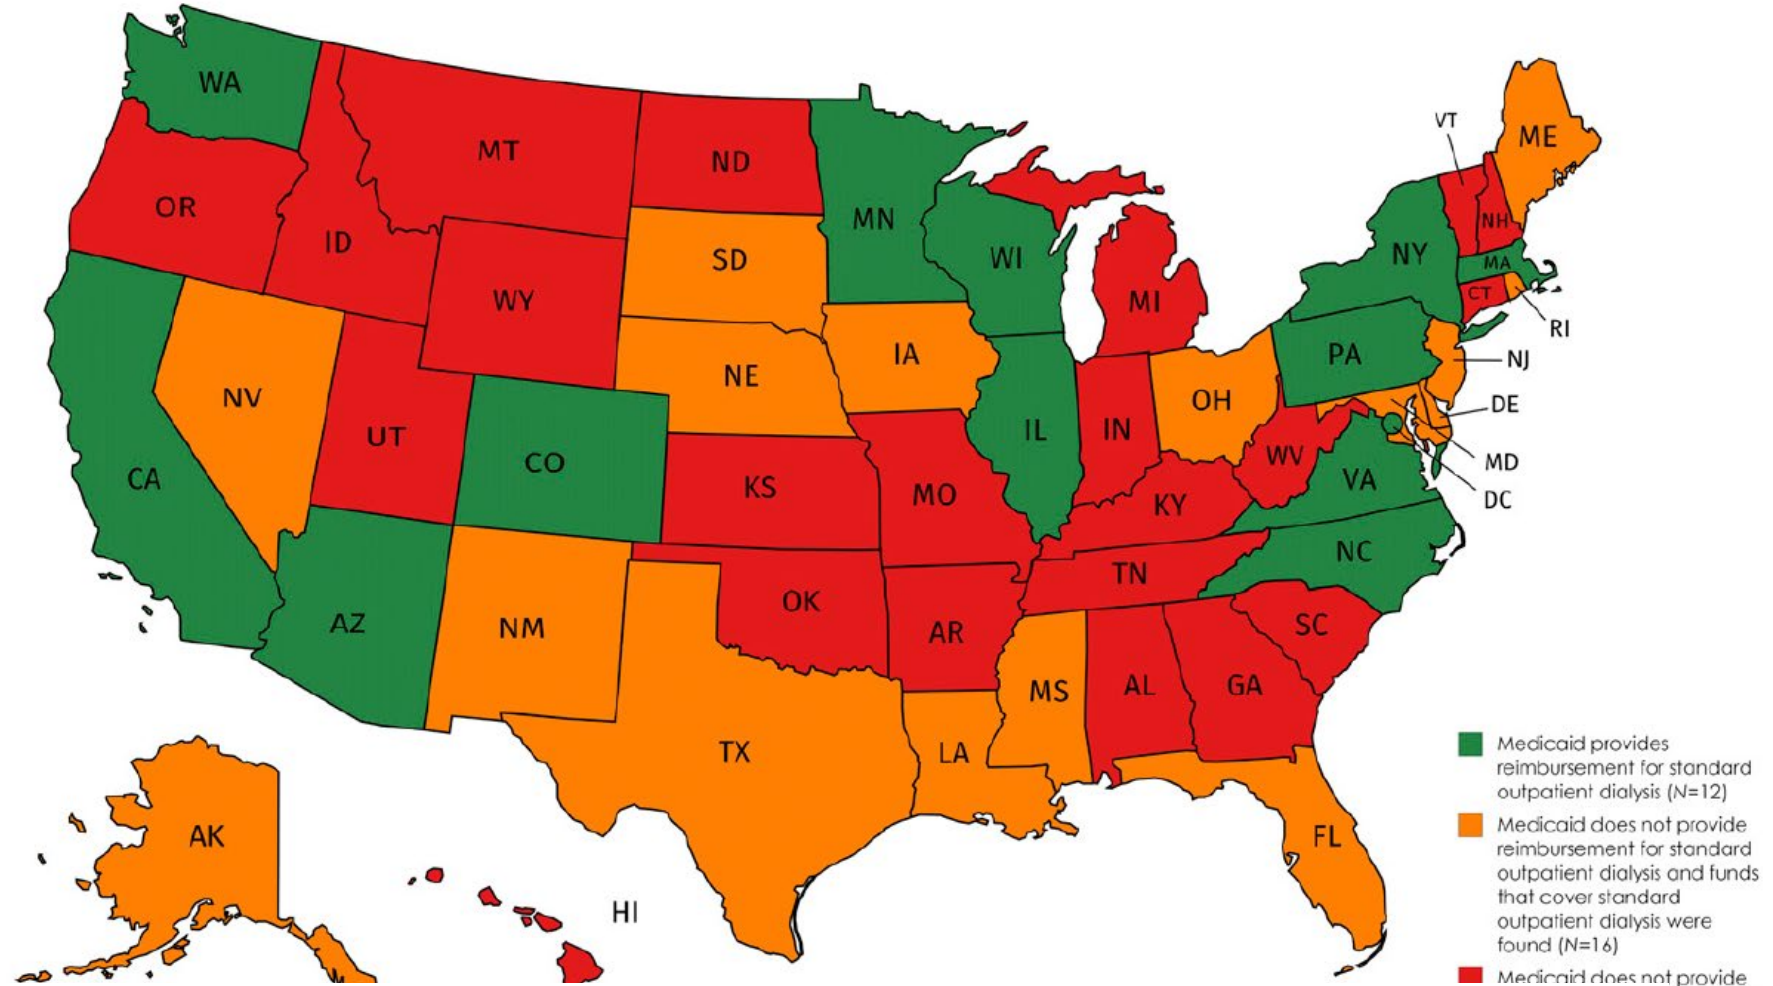 WA
VT
ME
MT
ND
OR
MN
NH
ID
NY
SD
WI
MA
WY
CT
MI
RI
IA
PA
NJ
NE
NV
OH
DE
UT
IL
IN
CO
WV
MD
CA
KS
MO
VA
DC
KY
NC
TN
OK
AZ
NM
AR
SC
MS
AL
GA
TX
LA
AK
FL
HI
Medicaid provides
reimbursement for standard
outpatient dialysis (N=12)
Medicaid does not provide
reimbursement for standard
outpatient dialysis and funds
that cover standard
outpatient dialysis were
found (N=16)
Medicaid does not provide